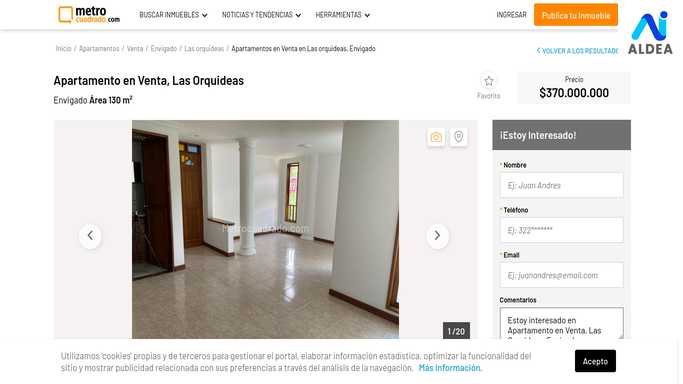 metro
cuadrado.com
BUSCAR INMUEBLES
NOTICIAS Y TENDENCIAS
HERRAMIENTAS
INGRESAR
Publica tu Inmueble
ALDEA
Inicio / Apartamentos / Venta / Envigado / Las orquídeas / Apartamentos en Venta en Las orquídeas, Envigado
VOLVER A LOS RESULTADO
Apartamento en Venta, Las Orquideas
Envigado Área 130 m²
Favorito
Precio
$370.000.000
¡Estoy Interesado!
* Nombre
Ej: Juan Andres
* Teléfono
Ej: 322*******
* Email
Ej: juanandres@email.com
Comentarios
Estoy interesado en
Apartamento en Venta, Las
metrocuadrado.com
1 / 20
Utilizamos 'cookies' propias y de terceros para gestionar el portal, elaborar información estadística, optimizar la funcionalidad del
sitio y mostrar publicidad relacionada con sus preferencias a través del análisis de la navegación. Más información.
Acepto